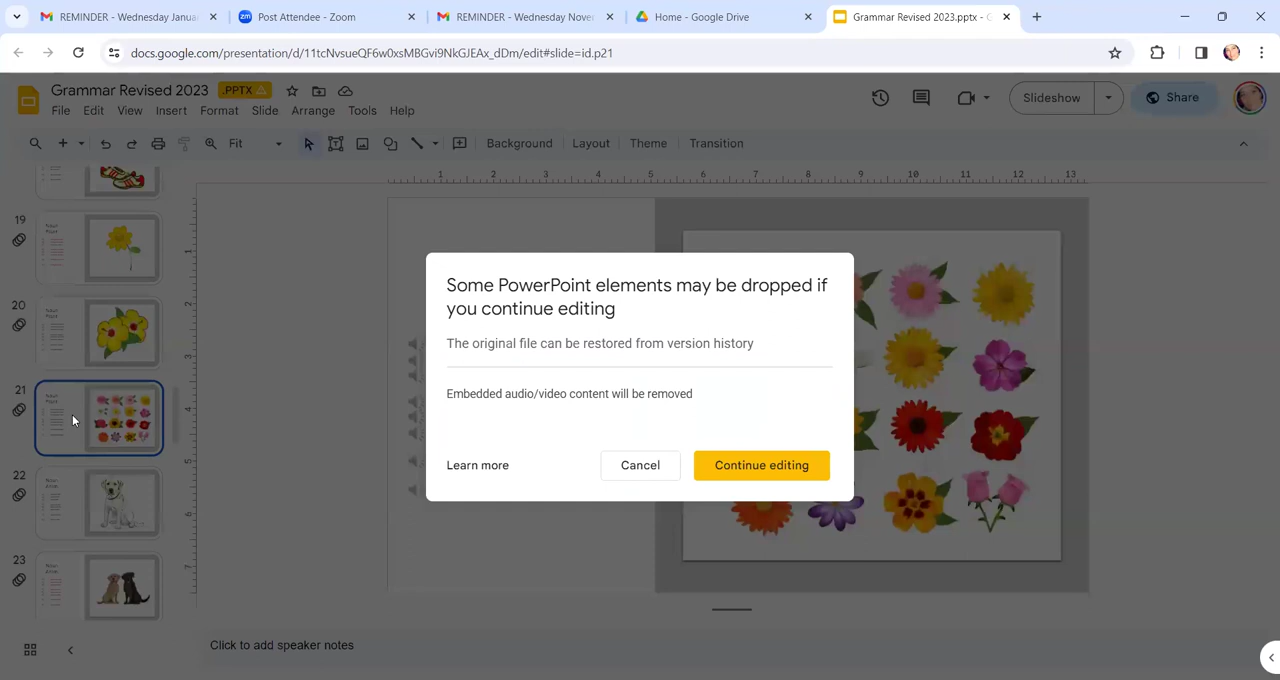 REMINDER - Wednesday Janua
Post Attendee - Zoom
REMINDER - Wednesday Nove
Home - Google Drive
Grammar Revised 2023.pptx - G
docs.google.com/presentation/d/11tcNvsueQF6w0xsMBGvi9NkGJEAx_dDm/edit#slide=id.p21
Grammar Revised 2023 .PPTX
File Edit View Insert Format Slide Arrange Tools Help
Slideshow
Share
Fit
Background Layout Theme Transition
1 2 3 4 5 6 7 8 9 10 11 12 13
19
20
21
22
23
Some PowerPoint elements may be dropped if
you continue editing
The original file can be restored from version history
Embedded audio/video content will be removed
Learn more
Cancel
Continue editing
Click to add speaker notes